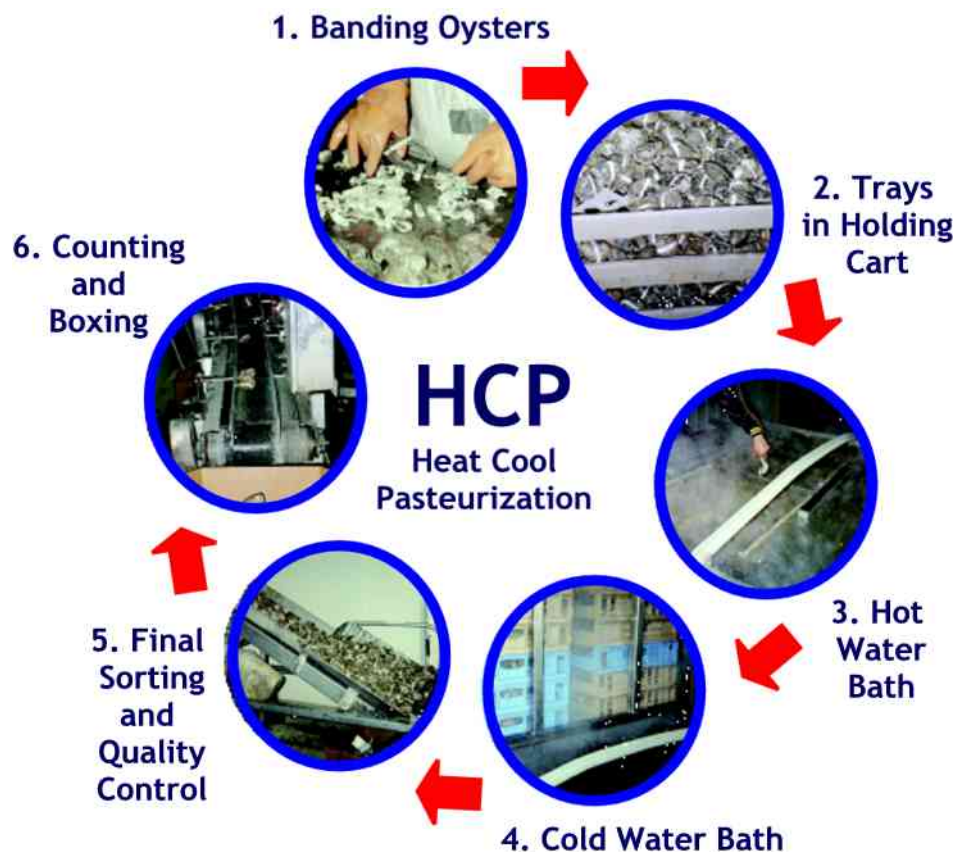 1. Banding Oysters
2. Trays
in Holding
Cart
3. Hot
Water
Bath
4. Cold Water Bath
5. Final
Sorting
and
Quality
Control
6. Counting
and
Boxing
HCP
Heat Cool
Pasteurization